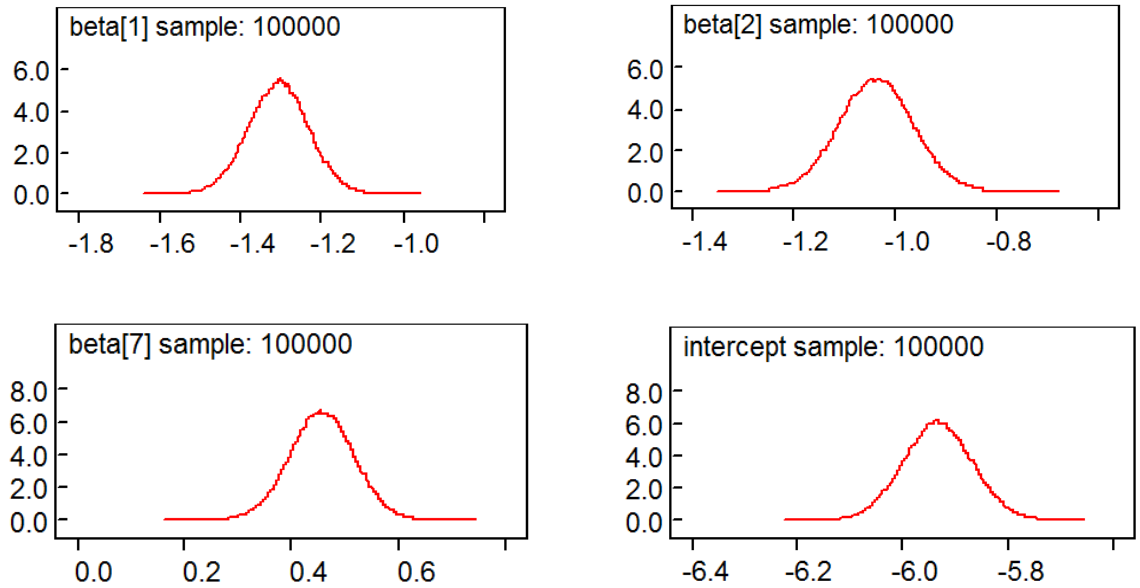 beta[1] sample: 100000
6.0
4.0
2.0
0.0
-1.8 -1.6 -1.4 -1.2 -1.0
beta[2] sample: 100000
6.0
4.0
2.0
0.0
-1.4 -1.2 -1.0 -0.8
beta[7] sample: 100000
8.0
6.0
4.0
2.0
0.0
0.0 0.2 0.4 0.6
intercept sample: 100000
8.0
6.0
4.0
2.0
0.0
-6.4 -6.2 -6.0 -5.8